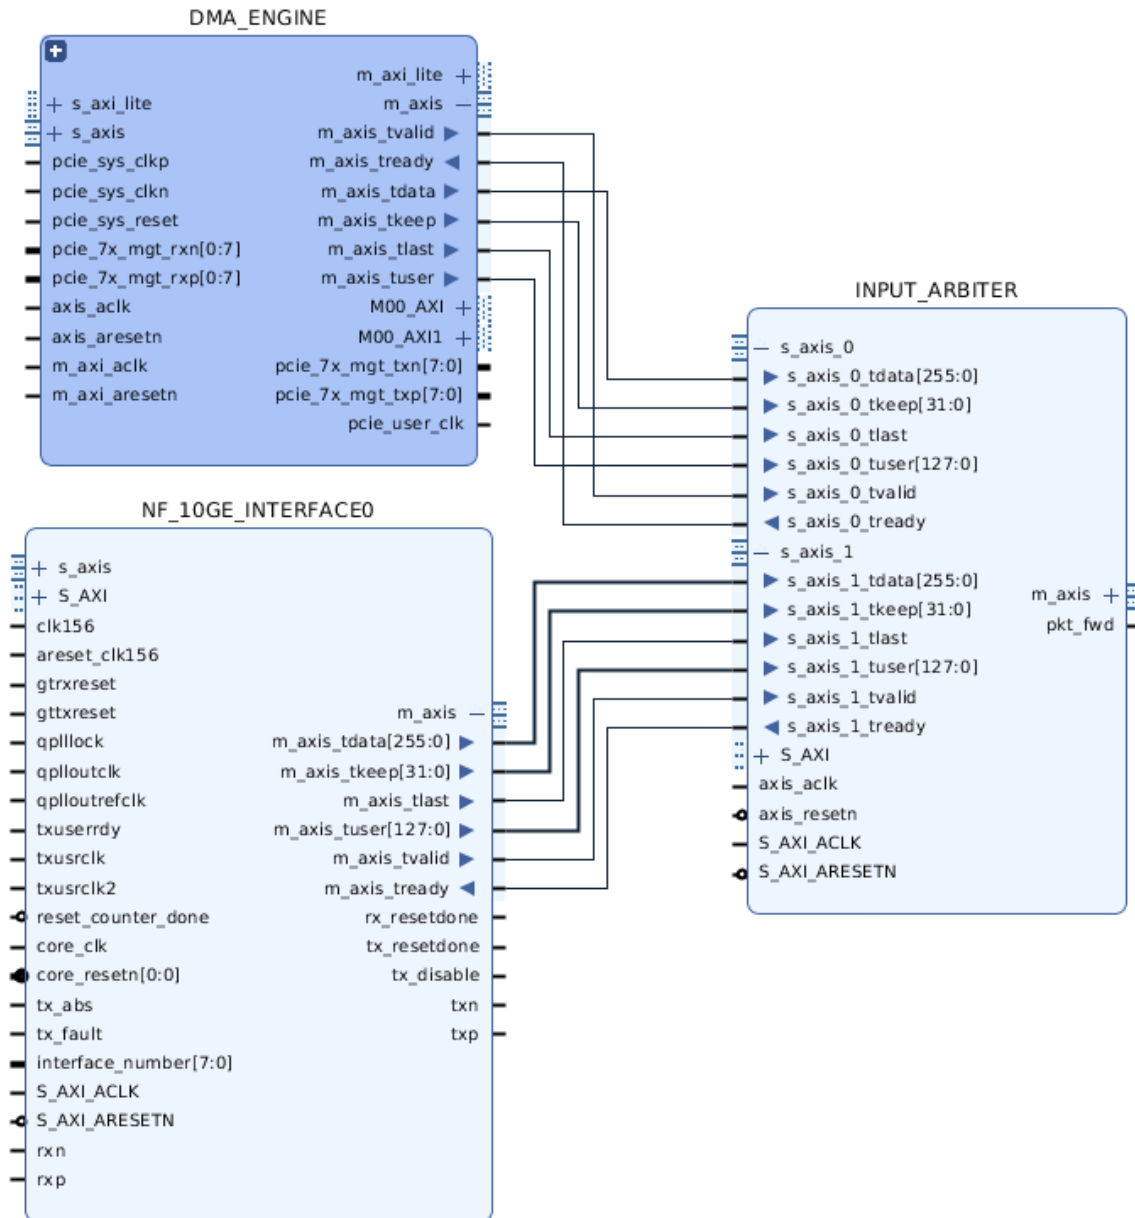 DMA_ENGINE
m_axi_lite
s_axi_lite
m_axis
s_axis
m_axis_tvalid
pcie_sys_clkp
m_axis_tready
pcie_sys_clkn
m_axis_tdata
pcie_sys_reset
m_axis_tkeep
pcie_7x_mgt_rxn[0:7]
m_axis_tlast
pcie_7x_mgt_rxp[0:7]
m_axis_tuser
axis_aclk
M00_AXI
axis_aresetn
M00_AXI1
m_axi_aclk
pcie_7x_mgt_txn[7:0]
m_axi_aresetn
pcie_7x_mgt_txp[7:0]
pcie_user_clk
INPUT_ARBITER
s_axis_0
s_axis_0_tdata[255:0]
s_axis_0_tkeep[31:0]
s_axis_0_tlast
s_axis_0_tuser[127:0]
s_axis_0_tvalid
s_axis_0_tready
s_axis_1
s_axis_1_tdata[255:0]
m_axis
s_axis_1_tkeep[31:0]
pkt_fwd
s_axis_1_tlast
s_axis_1_tuser[127:0]
s_axis_1_tvalid
s_axis_1_tready
S_AXI
axis_aclk
axis_resetn
S_AXI_ACLK
S_AXI_ARESETN
NF_10GE_INTERFACE0
s_axis
S_AXI
clk156
areset_clk156
gtrxreset
gttxreset
m_axis
qplllock
m_axis_tdata[255:0]
qplloutclk
m_axis_tkeep[31:0]
qplloutrefclk
m_axis_tlast
txuserrdy
m_axis_tuser[127:0]
txusrclk
m_axis_tvalid
txusrclk2
m_axis_tready
reset_counter_done
rx_resetdone
core_clk
tx_resetdone
core_resetn[0:0]
tx_disable
tx_abs
txn
tx_fault
txp
interface_number[7:0]
S_AXI_ACLK
S_AXI_ARESETN
rxn
rxp